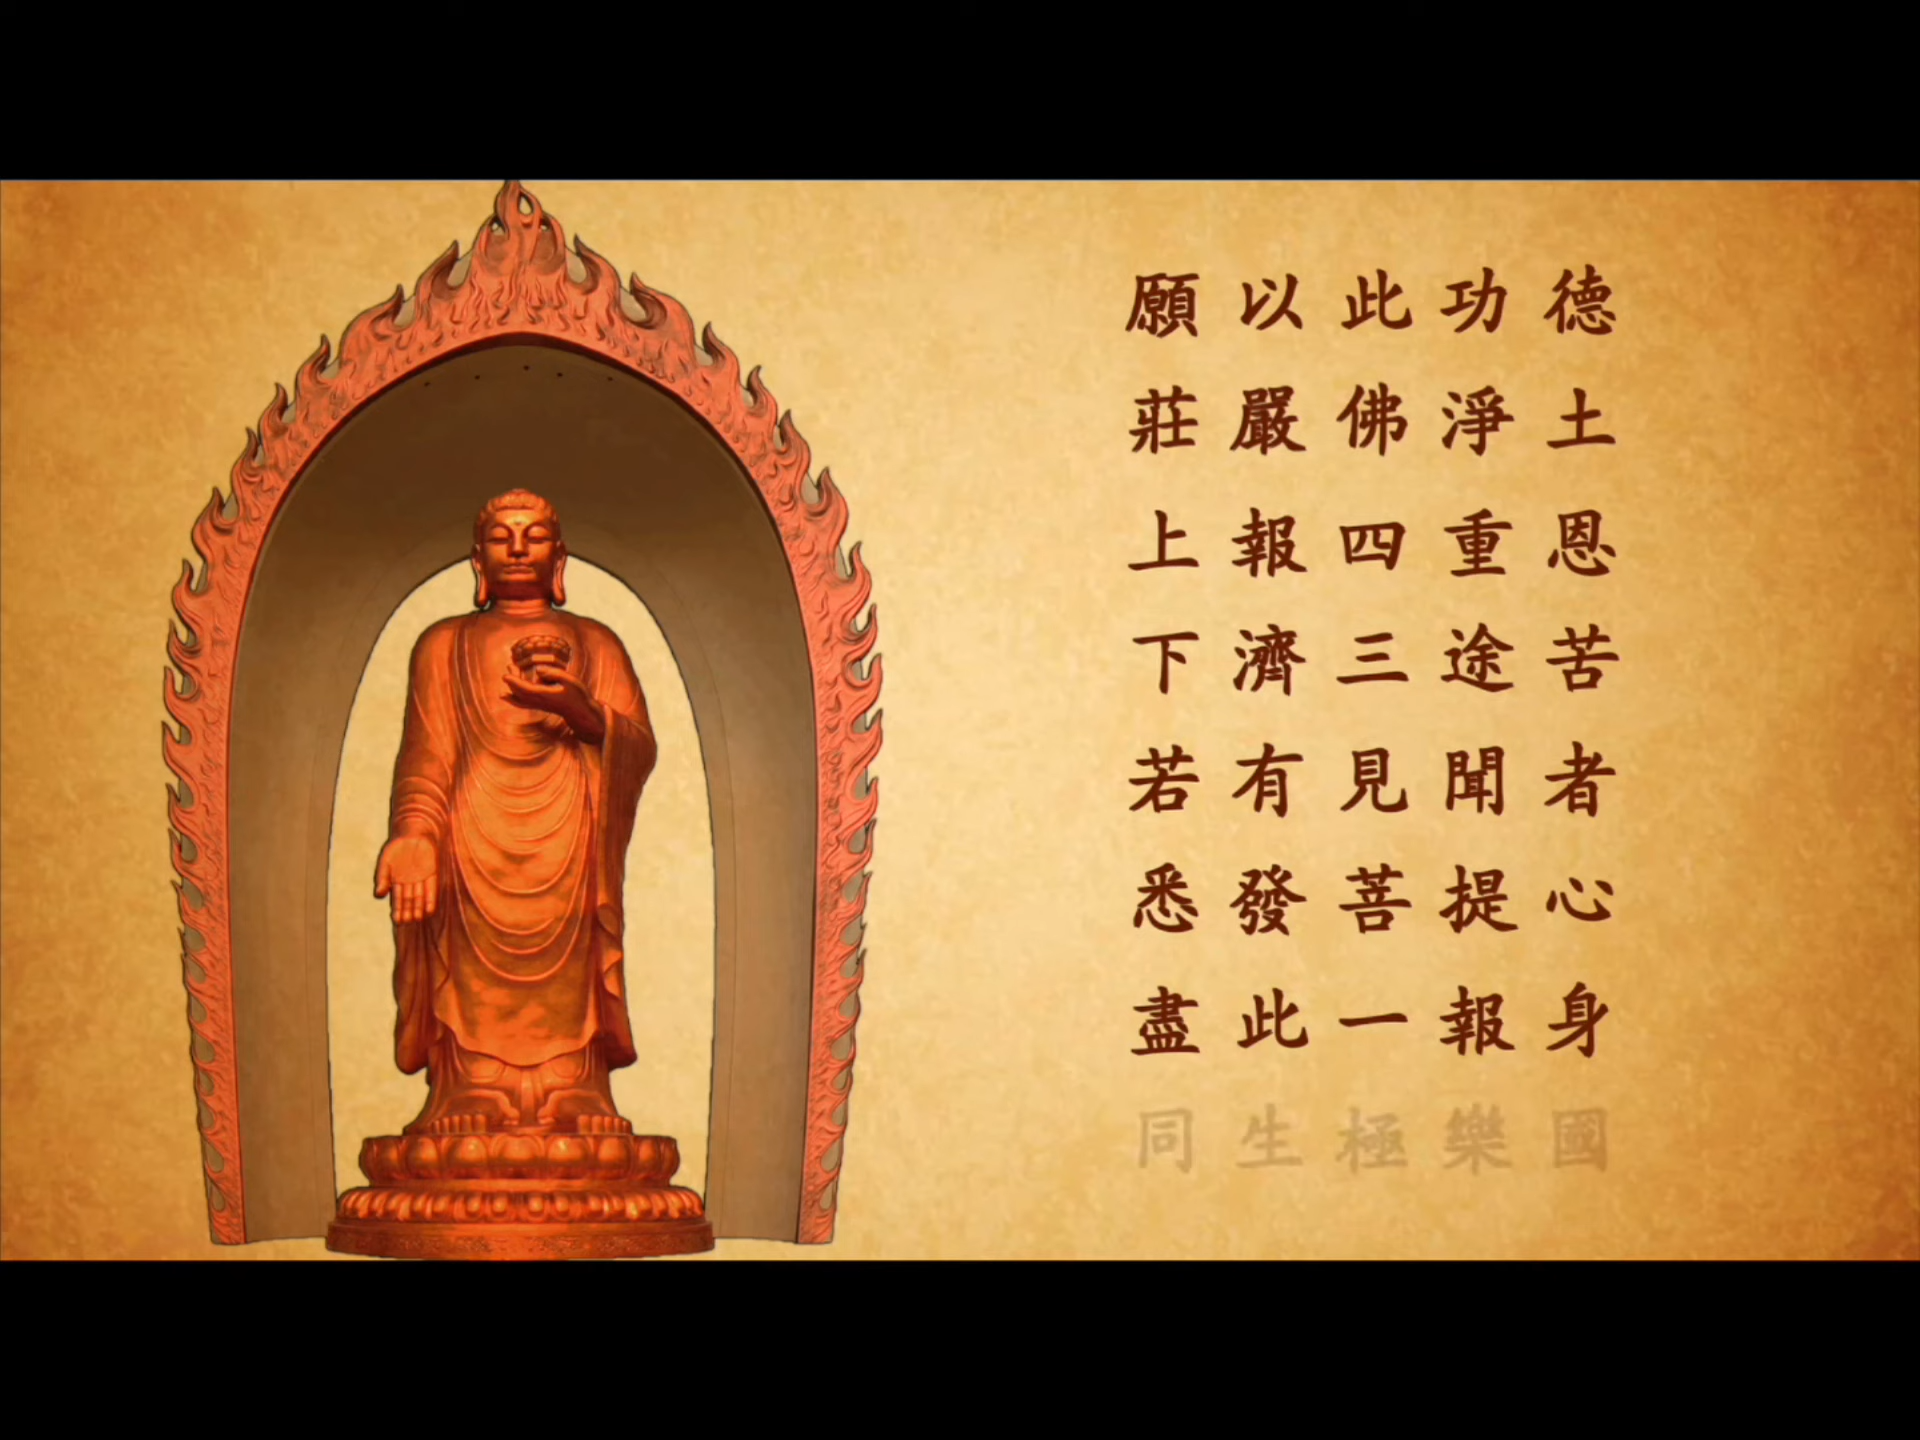 願以此功德
莊嚴佛淨土
上報四重恩
下濟三途苦
若有見聞者
悉發菩提心
盡此一報身
同生極樂國